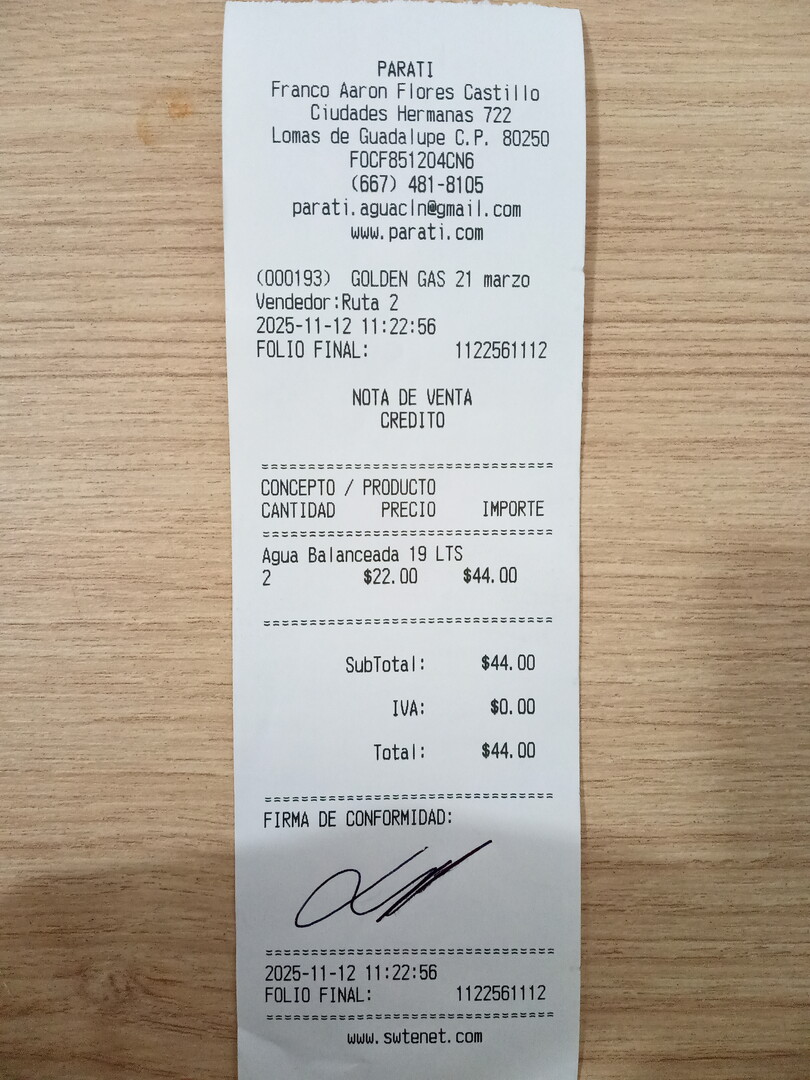 PARATI
Franco Aaron Flores Castillo
Ciudades Hermanas 722
Lomas de Guadalupe C.P. 80250
FOCF851204CN6
(667) 481-8105
parati.aguacln@gmail.com
www.parati.com
(000193) GOLDEN GAS 21 marzo
Vendedor:Ruta 2
2025-11-12 11:22:56
FOLIO FINAL: 1122561112
NOTA DE VENTA
CREDITO
==============================
CONCEPTO / PRODUCTO
CANTIDAD PRECIO IMPORTE
==============================
Agua Balanceada 19 LTS
2 $22.00 $44.00
==============================
SubTotal: $44.00
IVA: $0.00
Total: $44.00
==============================
FIRMA DE CONFORMIDAD:
==============================
2025-11-12 11:22:56
FOLIO FINAL: 1122561112
==============================
www.swtenet.com